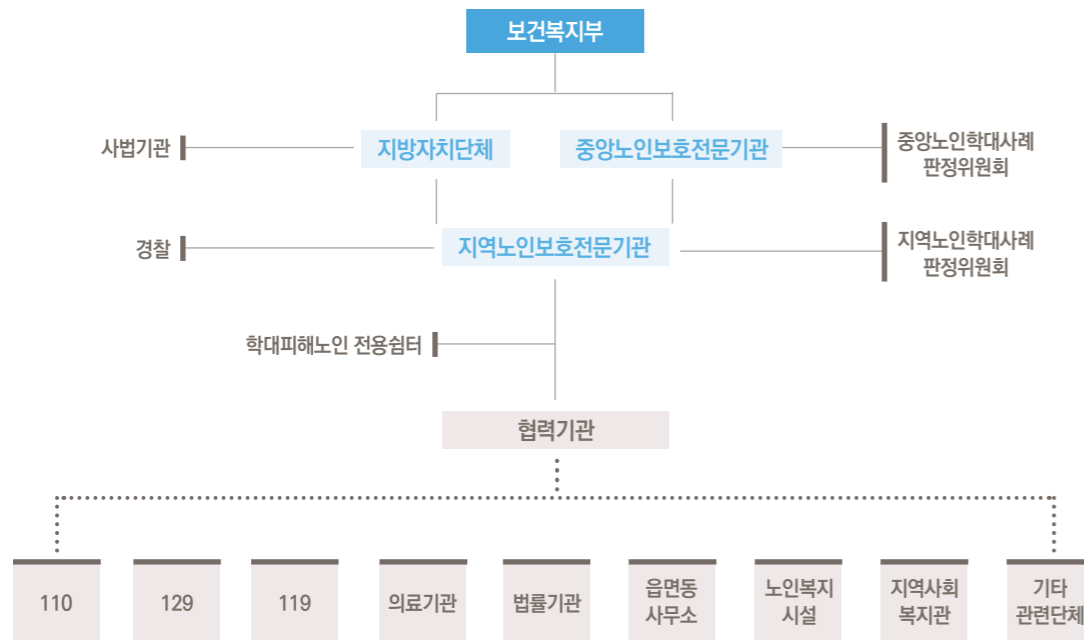 보건복지부
사법기관
지방자치단체
중앙노인보호전문기관
중앙노인학대사례
판정위원회
경찰
지역노인보호전문기관
지역노인학대사례
판정위원회
학대피해노인 전용쉼터
협력기관
110
129
119
의료기관
법률기관
읍면동
사무소
노인복지
시설
지역사회
복지관
기타
관련단체